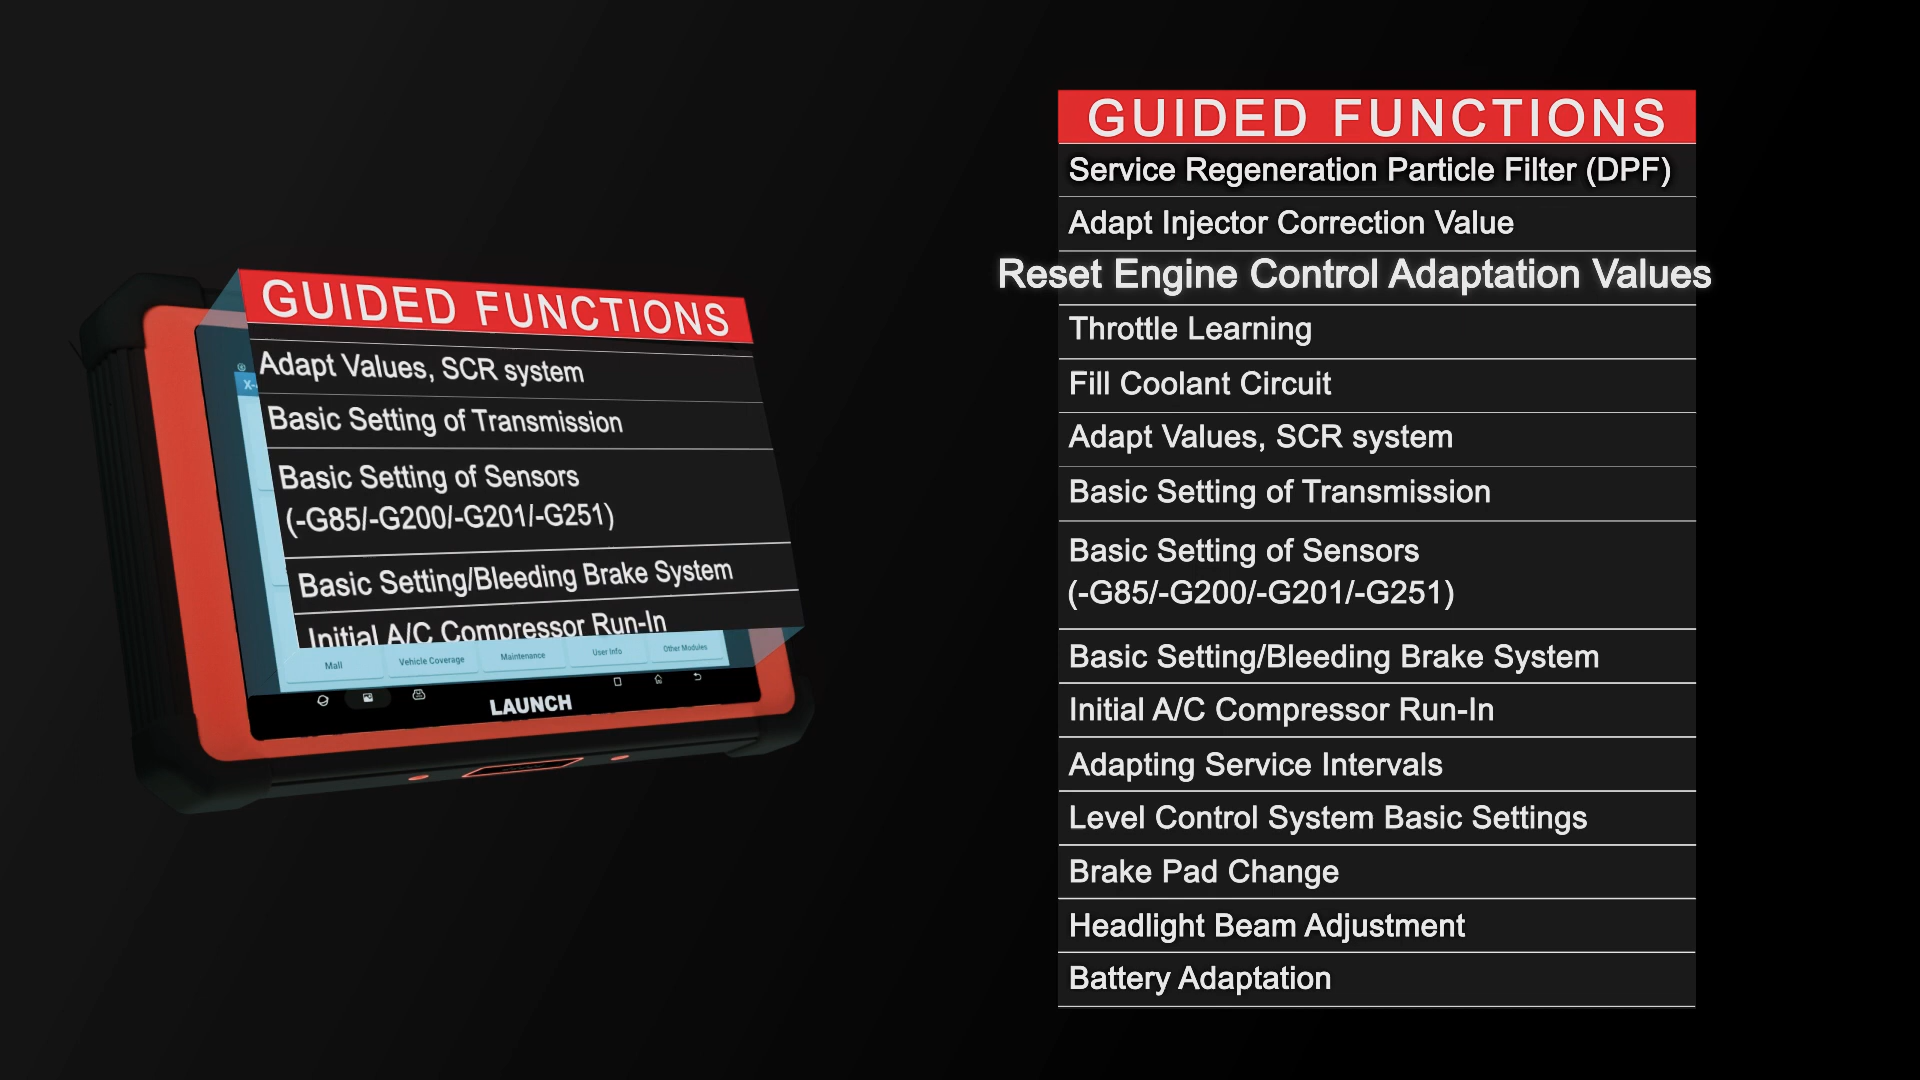 GUIDED FUNCTIONS
Adapt Values, SCR system
Basic Setting of Transmission
Basic Setting of Sensors
(-G85/-G200/-G201/-G251)
Basic Setting/Bleeding Brake System
Initial A/C Compressor Run-In
X-
Mall
Vehicle Coverage
Maintenance
User Info
Other Modules
LAUNCH
GUIDED FUNCTIONS
Service Regeneration Particle Filter (DPF)
Adapt Injector Correction Value
Reset Engine Control Adaptation Values
Throttle Learning
Fill Coolant Circuit
Adapt Values, SCR system
Basic Setting of Transmission
Basic Setting of Sensors
(-G85/-G200/-G201/-G251)
Basic Setting/Bleeding Brake System
Initial A/C Compressor Run-In
Adapting Service Intervals
Level Control System Basic Settings
Brake Pad Change
Headlight Beam Adjustment
Battery Adaptation